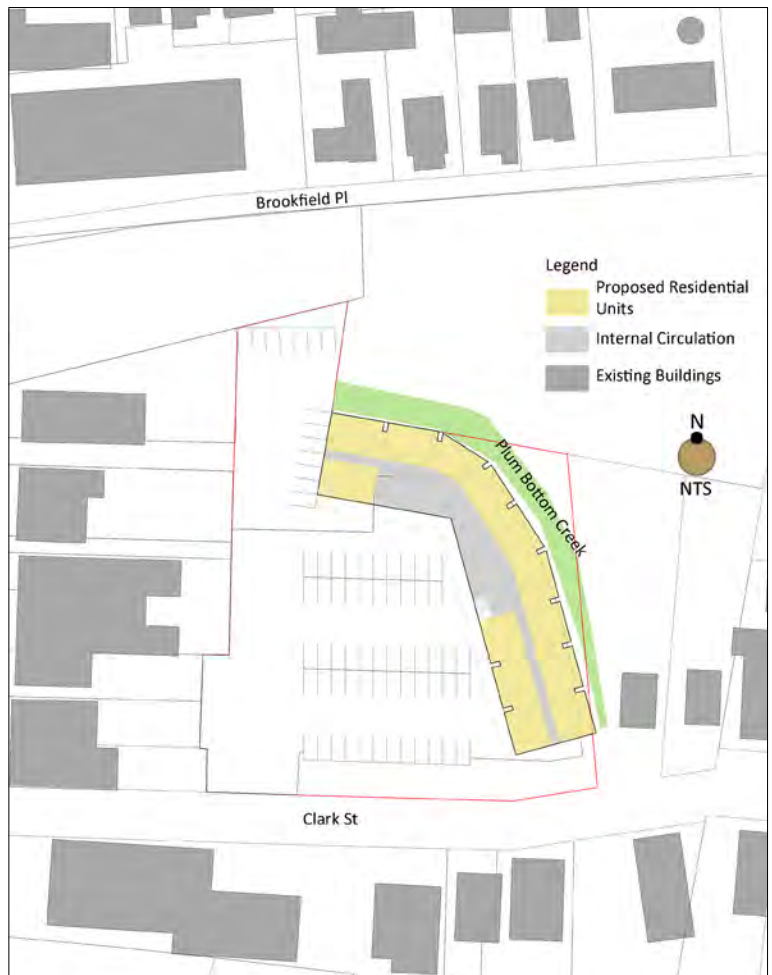 Brookfield Pl
Legend
Proposed Residential
Units
Internal Circulation
Existing Buildings
N
NTS
Plum Bottom Creek
Clark St